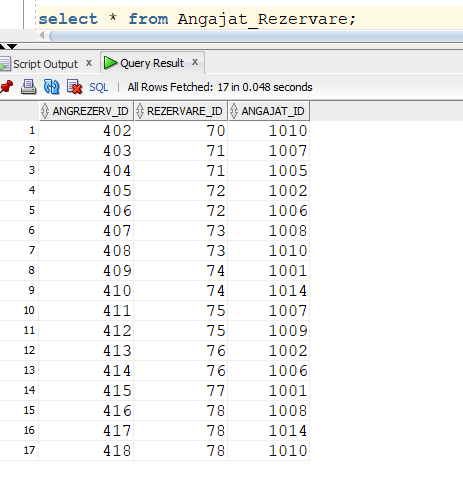 select * from Angajat_Rezervare;
Script Output x Query Result x
SQL | All Rows Fetched: 17 in 0.048 seconds
ANGREZERV_ID REZERVARE_ID ANGAJAT_ID
1 402 70 1010
2 403 71 1007
3 404 71 1005
4 405 72 1002
5 406 72 1006
6 407 73 1008
7 408 73 1010
8 409 74 1001
9 410 74 1014
10 411 75 1007
11 412 75 1009
12 413 76 1002
13 414 76 1006
14 415 77 1001
15 416 78 1008
16 417 78 1014
17 418 78 1010